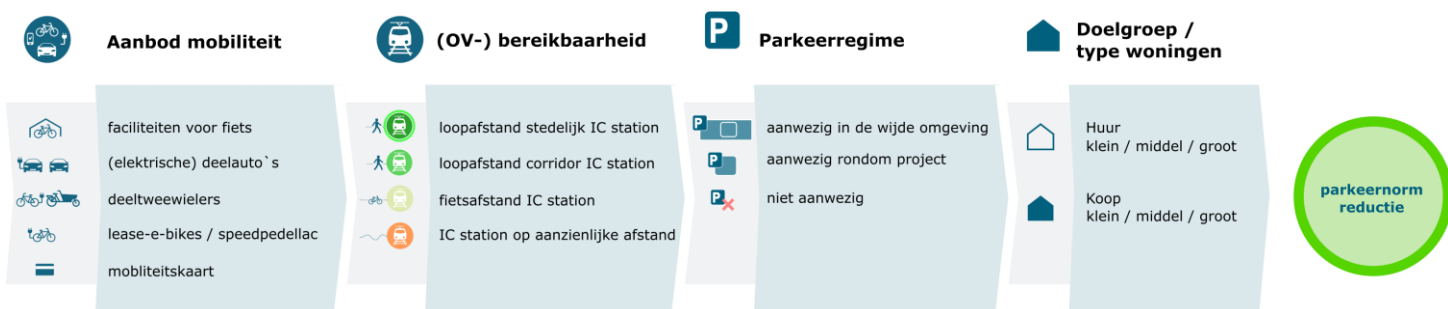 Aanbod mobiliteit
faciliteiten voor fiets
(elektrische) deelauto`s
deeltweewielers
lease-e-bikes / speedpedellac
mobliteitskaart
(OV-) bereikbaarheid
loopafstand stedelijk IC station
loopafstand corridor IC station
fietsafstand IC station
IC station op aanzienlijke afstand
P
Parkeerregime
P
aanwezig in de wijde omgeving
P
aanwezig rondom project
P
niet aanwezig
Doelgroep /
type woningen
Huur
klein / middel / groot
Koop
klein / middel / groot
parkeernorm
reductie